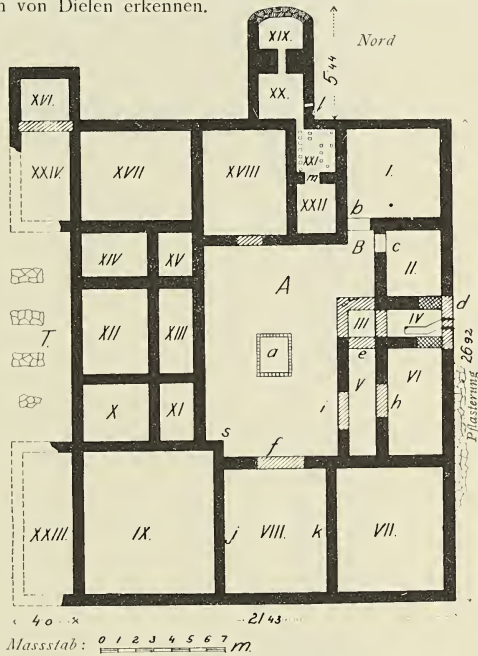 n von Dielen erkennen.
Nord
XIX.
5 44
XVI.
XX.
l
XXIV.
XVII
XVIII
XXI
m
XXII
I.
b
B
c
XIV
XV
II.
A
d
T.
XII
XIII
III
IV
a
e
V
VI
i
h
Pflasterung 26 92
X
XI
s
f
XXIII.
IX.
j
VIII.
k
VII.
40
21 43
Massstab: 0 1 2 3 4 5 6 7 m.